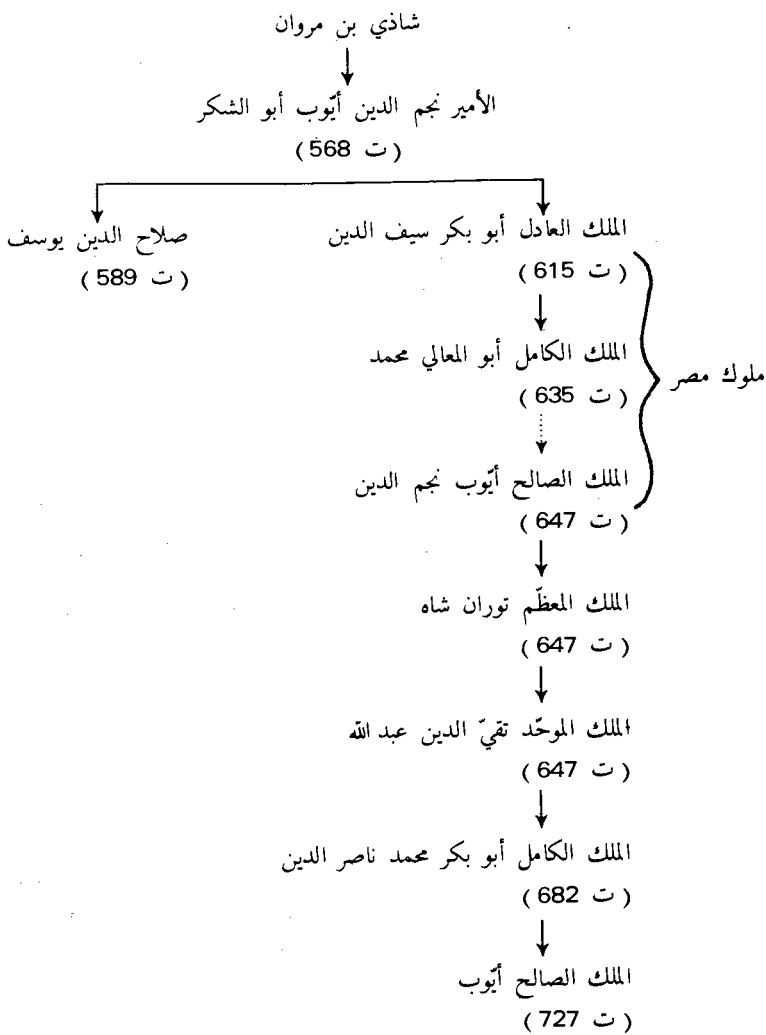 شاذي بن مروان
الأمير نجم الدين أيّوب أبو الشكر
(ت 568)
الملك العادل أبو بكر سيف الدين
(ت 615)
صلاح الدين يوسف
(ت 589)
الملك الكامل أبو المعالي محمد
(ت 635)
ملوك مصر
الملك الصالح أيّوب نجم الدين
(ت 647)
الملك المعظّم توران شاه
(ت 647)
الملك الموحّد تقيّ الدين عبد الله
(ت 647)
الملك الكامل أبو بكر محمد ناصر الدين
(ت 682)
الملك الصالح أيّوب
(ت 727)